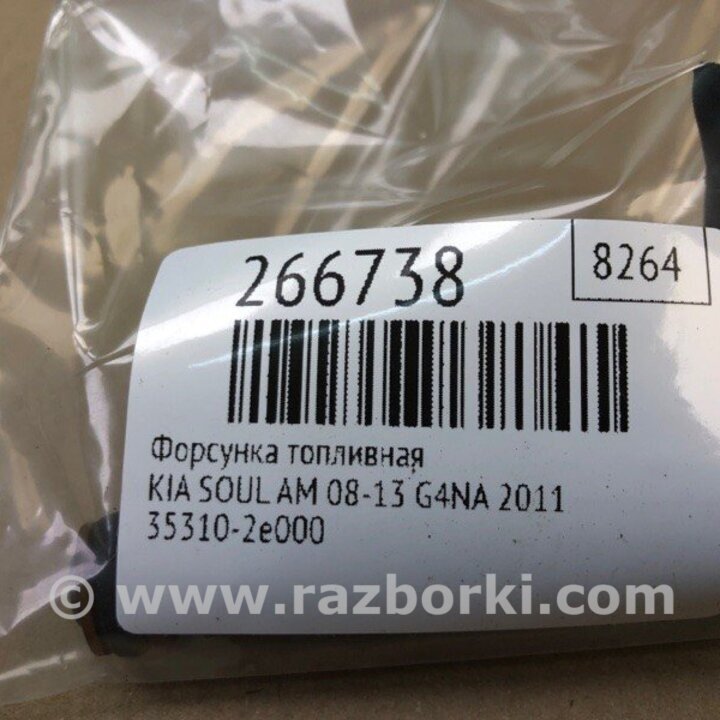 266738
8264
Форсунка топливная
KIA SOUL AM 08-13 G4NA 2011
35310-2e000
© www.razborki.com